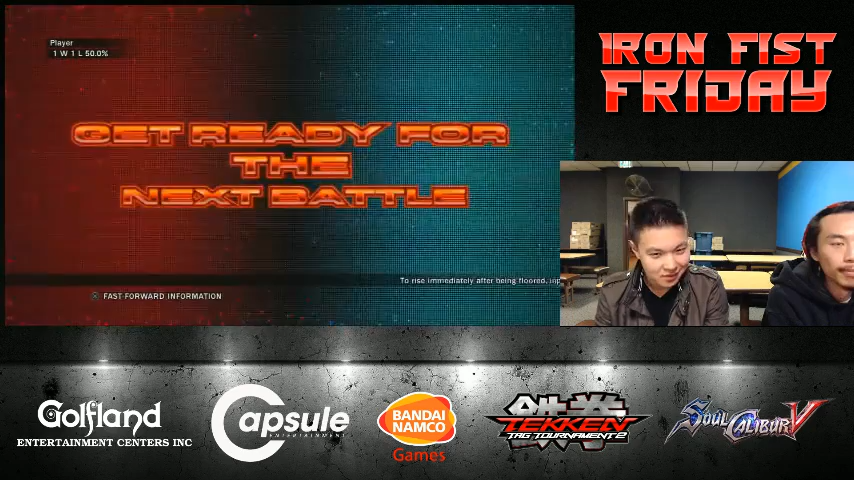 Player
1 W 1 L 50.0%
GET READY FOR
THE
NEXT BATTLE
To rise immediately after being floored,
FAST-FORWARD INFORMATION
IRON FIST
FRIDAY
Golfland
ENTERTAINMENT CENTERS INC
Capsule
ENTERTAINMENT
BANDAI
NAMCO
Games
TEKKEN
TAG TOURNAMENT 2
SOUL CALIBUR V